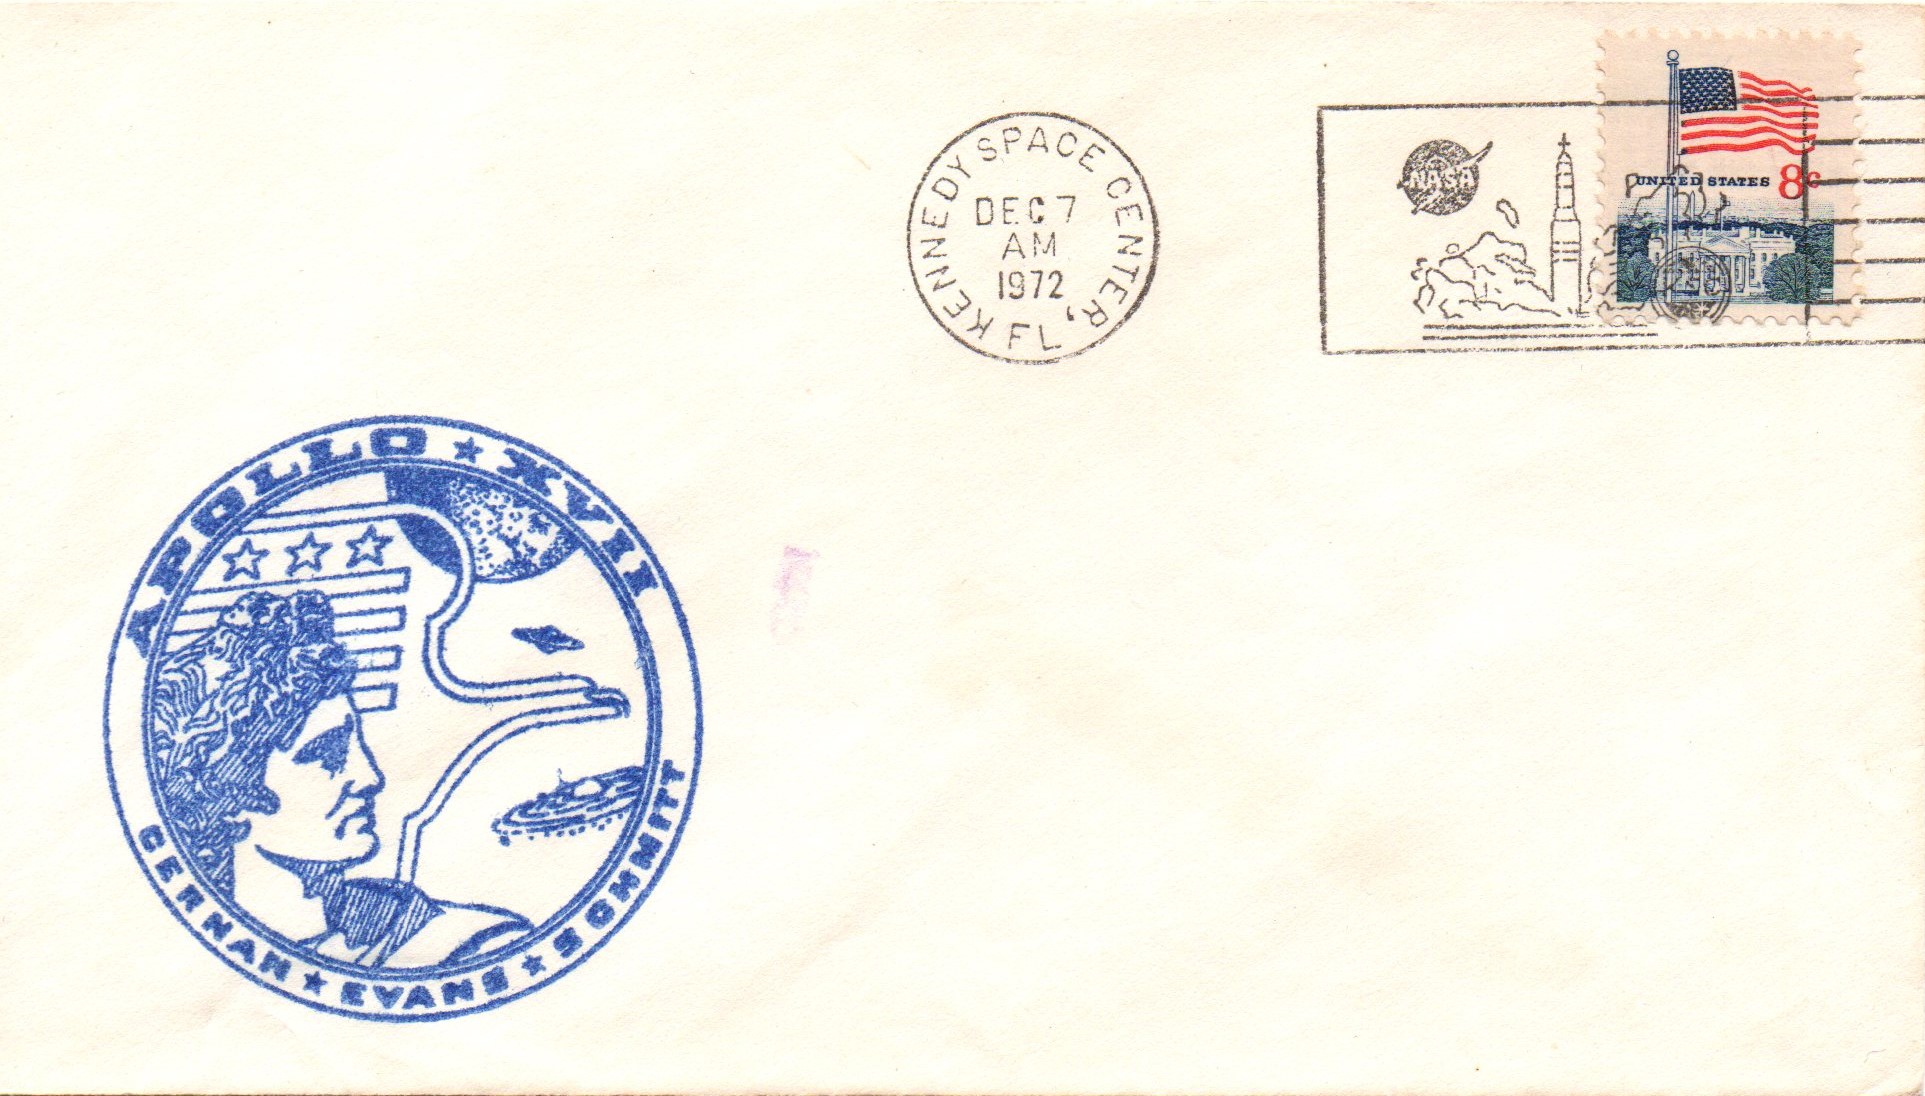 KENNEDY SPACE CENTER, FL
DEC 7
AM
1972
NASA
UNITED STATES 8c
APOLLO ★ XVII
CERNAN ★ EVANS ★ SCHMITT